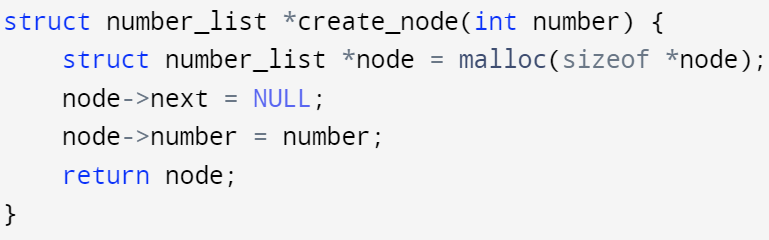 struct number_list *create_node(int number) {
    struct number_list *node = malloc(sizeof *node);
    node->next = NULL;
    node->number = number;
    return node;
}